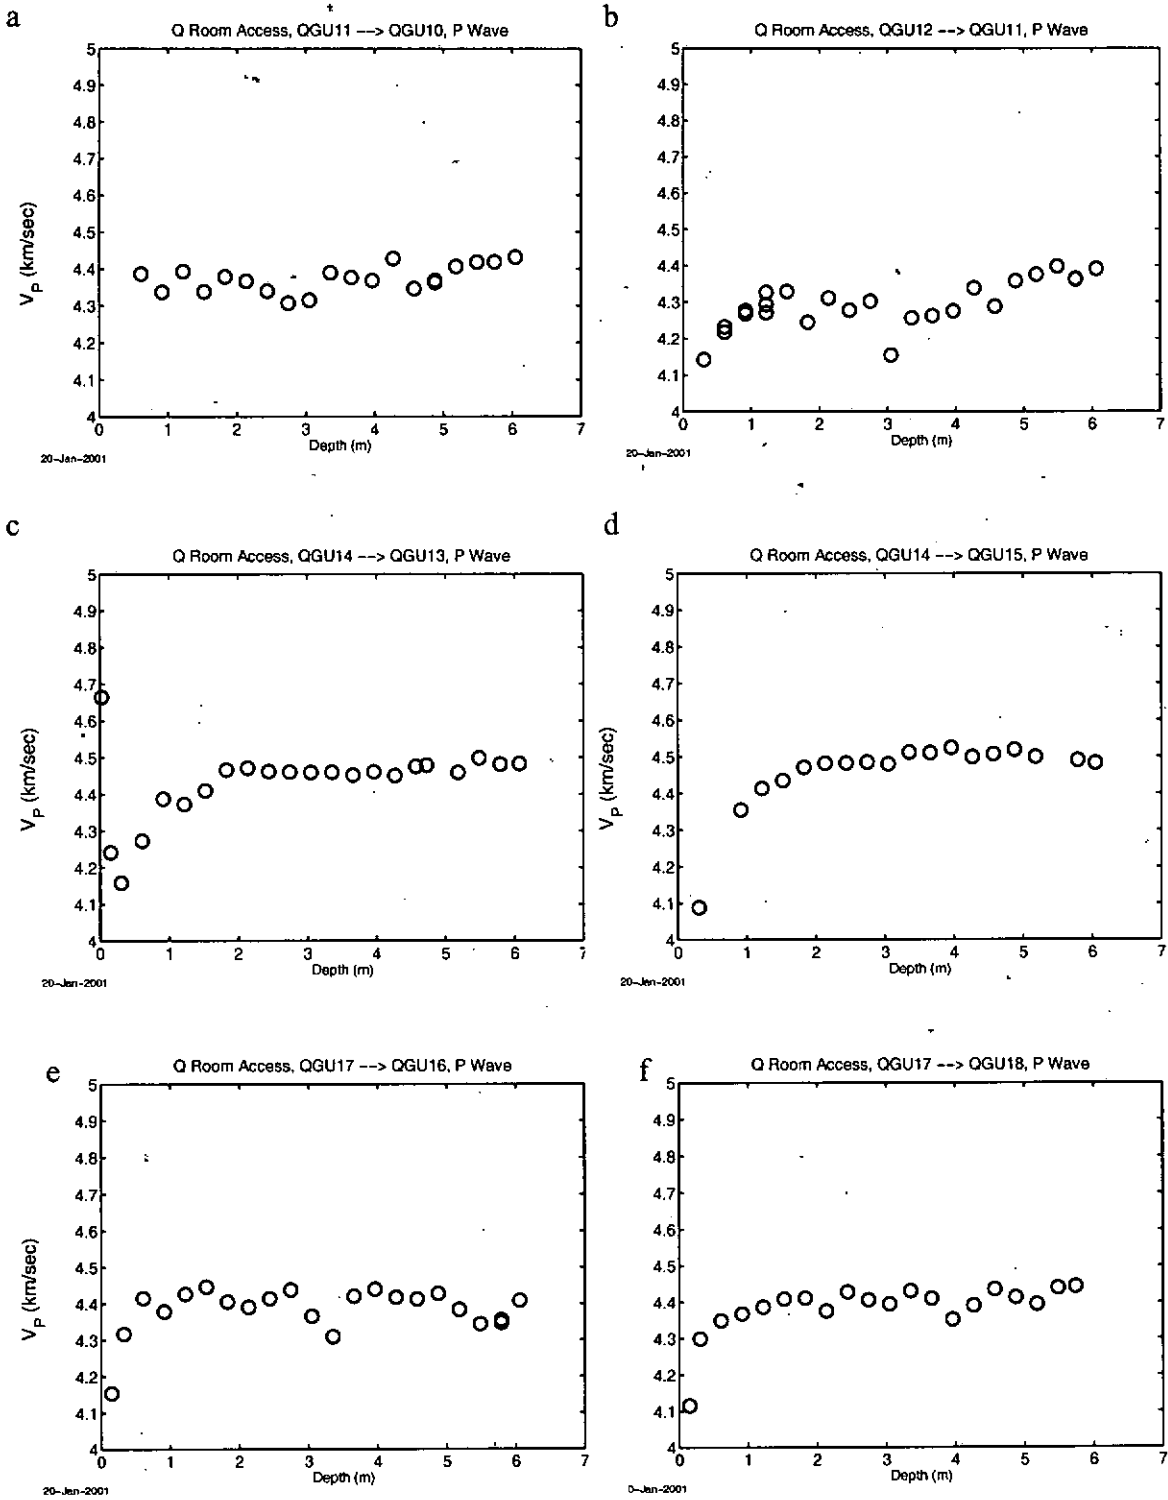 a
Q Room Access, QGU11 --> QGU10, P Wave
5
4.9
4.8
4.7
4.6
4.5
4.4
4.3
4.2
4.1
4
V_P (km/sec)
0 1 2 3 4 5 6 7
Depth (m)
20-Jan-2001
b
Q Room Access, QGU12 --> QGU11, P Wave
5
4.9
4.8
4.7
4.6
4.5
4.4
4.3
4.2
4.1
4
0 1 2 3 4 5 6 7
Depth (m)
20-Jan-2001
c
Q Room Access, QGU14 --> QGU13, P Wave
5
4.9
4.8
4.7
4.6
4.5
4.4
4.3
4.2
4.1
4
V_P (km/sec)
0 1 2 3 4 5 6 7
Depth (m)
20-Jan-2001
d
Q Room Access, QGU14 --> QGU15, P Wave
5
4.9
4.8
4.7
4.6
4.5
4.4
4.3
4.2
4.1
4
V_P (km/sec)
0 1 2 3 4 5 6 7
Depth (m)
20-Jan-2001
e
Q Room Access, QGU17 --> QGU16, P Wave
5
4.9
4.8
4.7
4.6
4.5
4.4
4.3
4.2
4.1
4
V_P (km/sec)
0 1 2 3 4 5 6 7
Depth (m)
20-Jan-2001
f
Q Room Access, QGU17 --> QGU18, P Wave
5
4.9
4.8
4.7
4.6
4.5
4.4
4.3
4.2
4.1
4
0 1 2 3 4 5 6 7
Depth (m)
0-Jan-2001